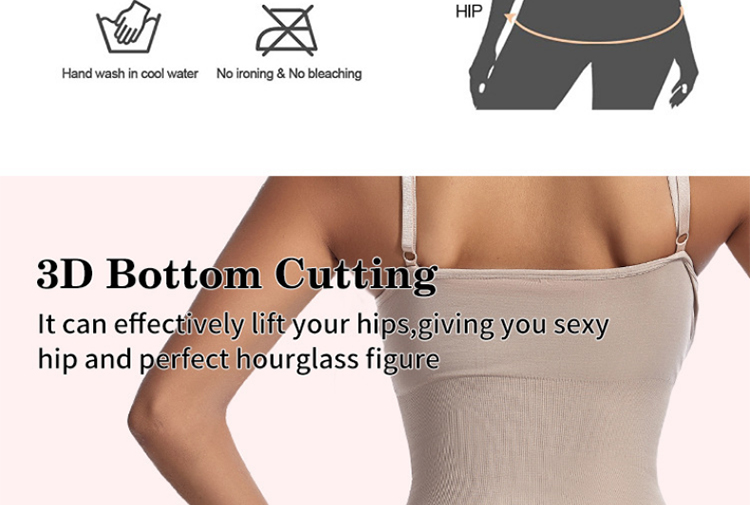 HIP
Hand wash in cool water
No ironing & No bleaching
3D Bottom Cutting
It can effectively lift your hips,giving you sexy
hip and perfect hourglass figure